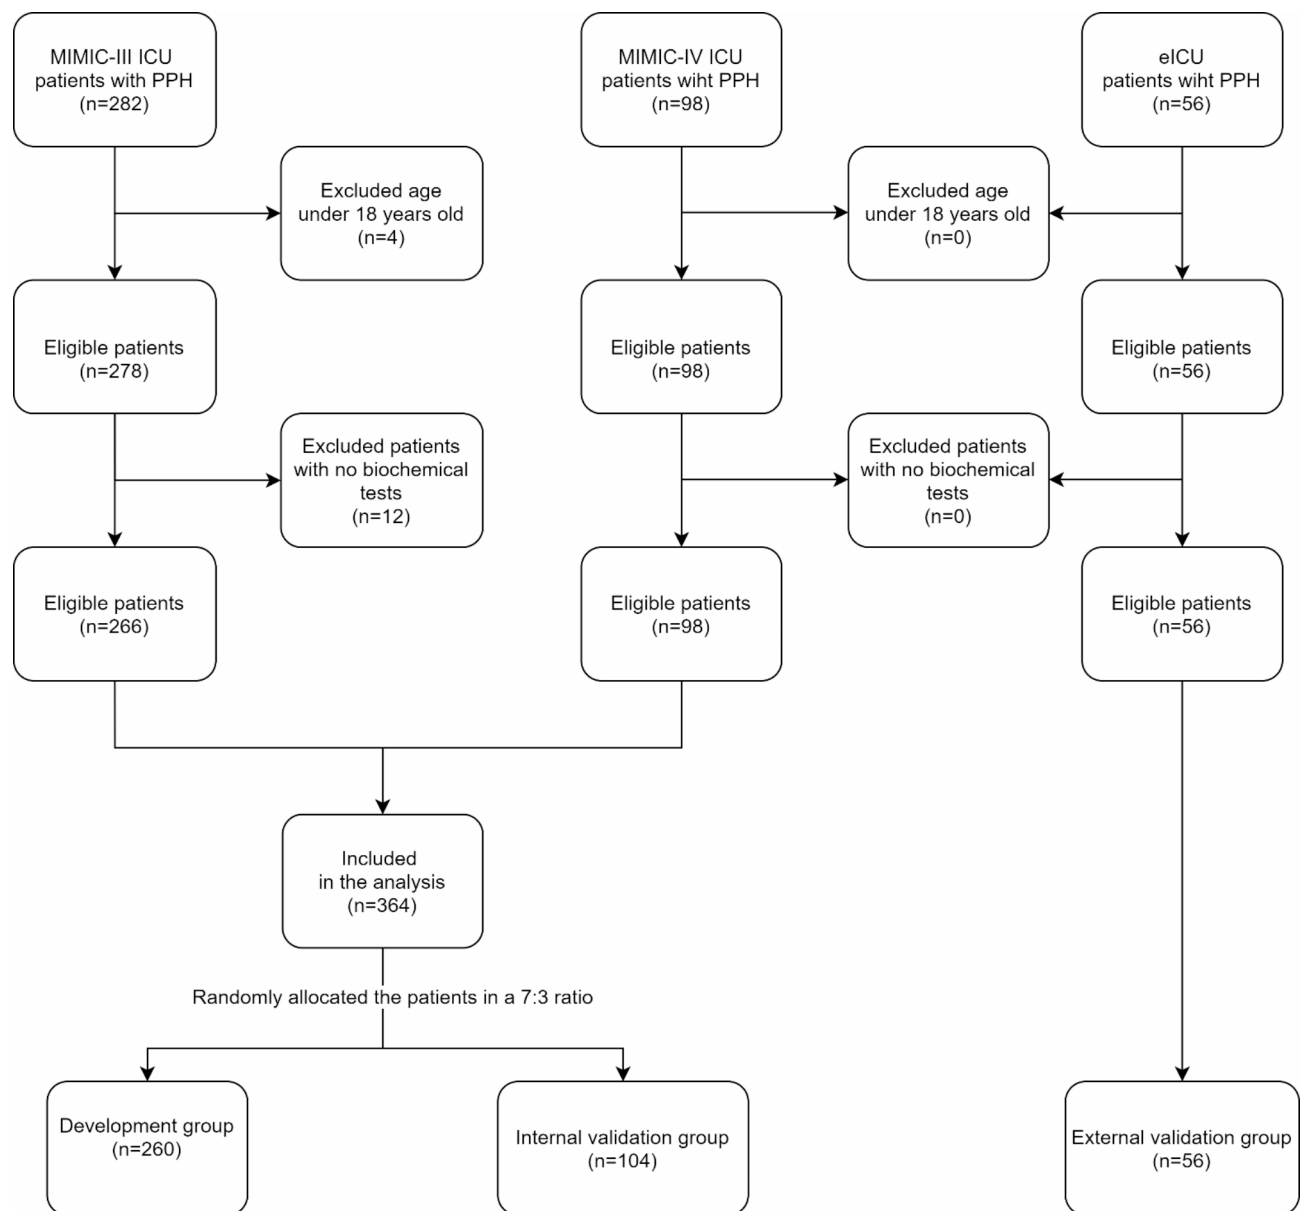 MIMIC-III ICU
patients with PPH
(n=282)
MIMIC-IV ICU
patients wiht PPH
(n=98)
eICU
patients wiht PPH
(n=56)
Excluded age
under 18 years old
(n=4)
Excluded age
under 18 years old
(n=0)
Eligible patients
(n=278)
Eligible patients
(n=98)
Eligible patients
(n=56)
Excluded patients
with no biochemical
tests
(n=12)
Excluded patients
with no biochemical
tests
(n=0)
Eligible patients
(n=266)
Eligible patients
(n=98)
Eligible patients
(n=56)
Included
in the analysis
(n=364)
Randomly allocated the patients in a 7:3 ratio
Development group
(n=260)
Internal validation group
(n=104)
External validation group
(n=56)